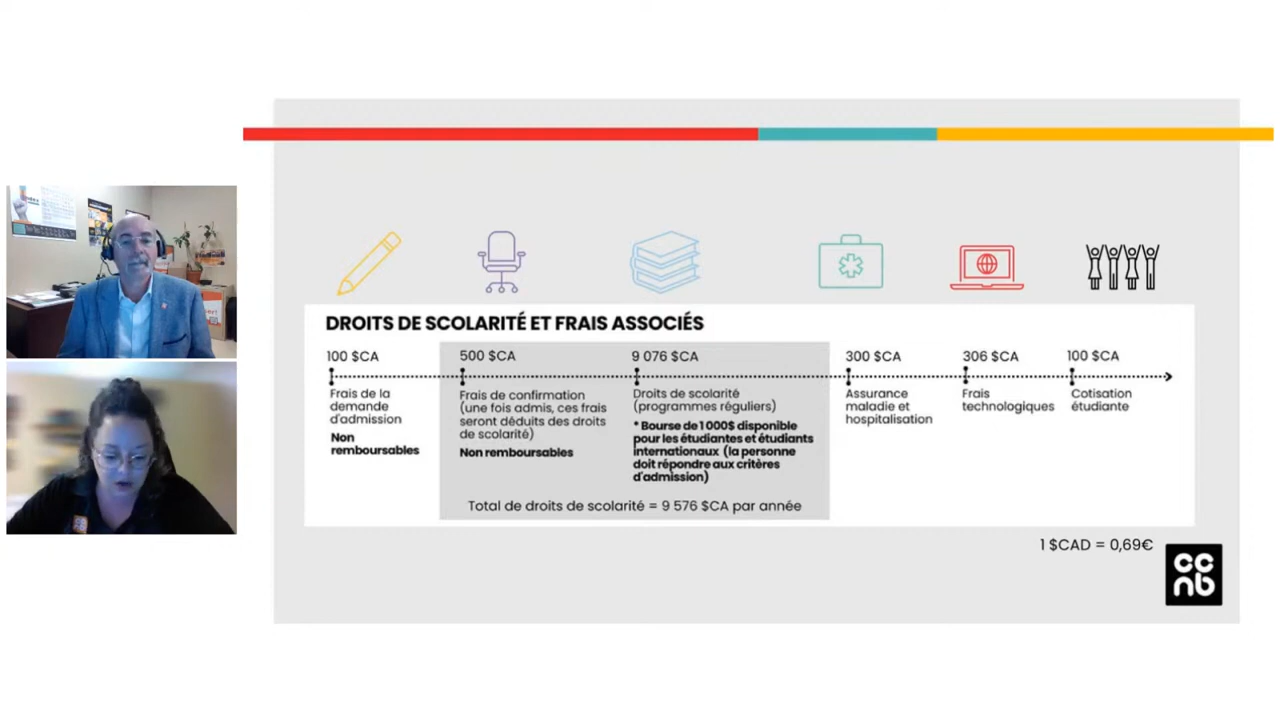 DROITS DE SCOLARITÉ ET FRAIS ASSOCIÉS
100 $CA
Frais de la
demande
d'admission
Non
remboursables
500 $CA
Frais de confirmation
(une fois admis, ces frais
seront déduits des droits
de scolarité)
Non remboursables
9 076 $CA
Droits de scolarité
(programmes réguliers)
* Bourse de 1 000$ disponible
pour les étudiantes et étudiants
internationaux (la personne
doit répondre aux critères
d'admission)
Total de droits de scolarité = 9 576 $CA par année
300 $CA
Assurance
maladie et
hospitalisation
306 $CA
Frais
technologiques
100 $CA
Cotisation
étudiante
1 $CAD = 0,69€
cc
nb